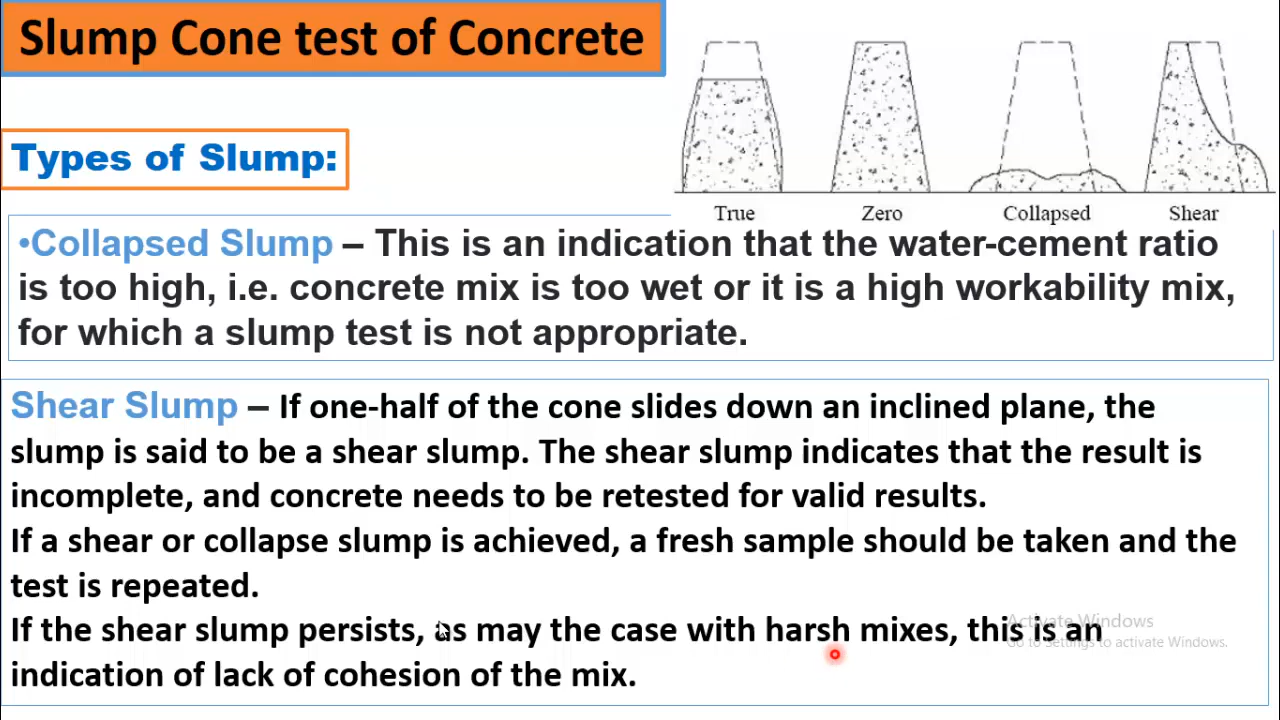 Slump Cone test of Concrete
Types of Slump:
True Zero Collapsed Shear
•Collapsed Slump – This is an indication that the water-cement ratio
is too high, i.e. concrete mix is too wet or it is a high workability mix,
for which a slump test is not appropriate.
Shear Slump – If one-half of the cone slides down an inclined plane, the
slump is said to be a shear slump. The shear slump indicates that the result is
incomplete, and concrete needs to be retested for valid results.
If a shear or collapse slump is achieved, a fresh sample should be taken and the
test is repeated.
If the shear slump persists, as may the case with harsh mixes, this is an
indication of lack of cohesion of the mix.
Activate Windows
Go to Settings to activate Windows.